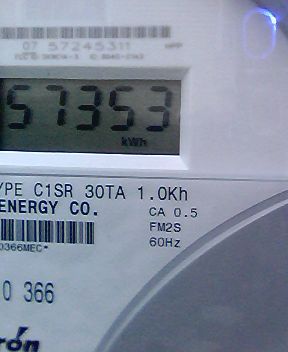 07 57245311
57353
kWh
YPE C1SR 30TA 1.0Kh
ENERGY CO.
CA 0.5
FM2S
60Hz
0366MEC*
0 366
rón